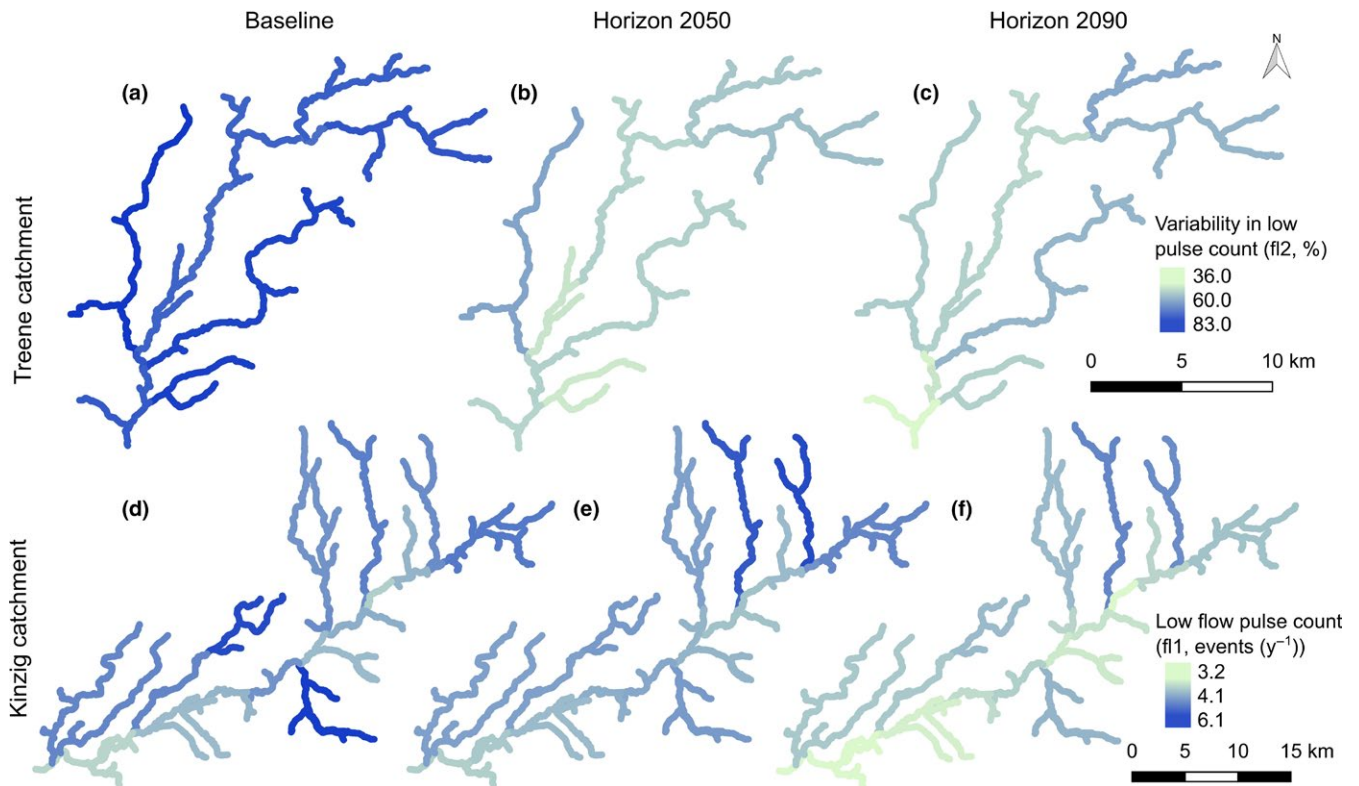 Baseline
Horizon 2050
Horizon 2090
N
(a)
(b)
(c)
Treene catchment
Variability in low
pulse count (fl2, %)
36.0
60.0
83.0
0 5 10 km
(d)
(e)
(f)
Kinzig catchment
Low flow pulse count
(fl1, events (y⁻¹))
3.2
4.1
6.1
0 5 10 15 km